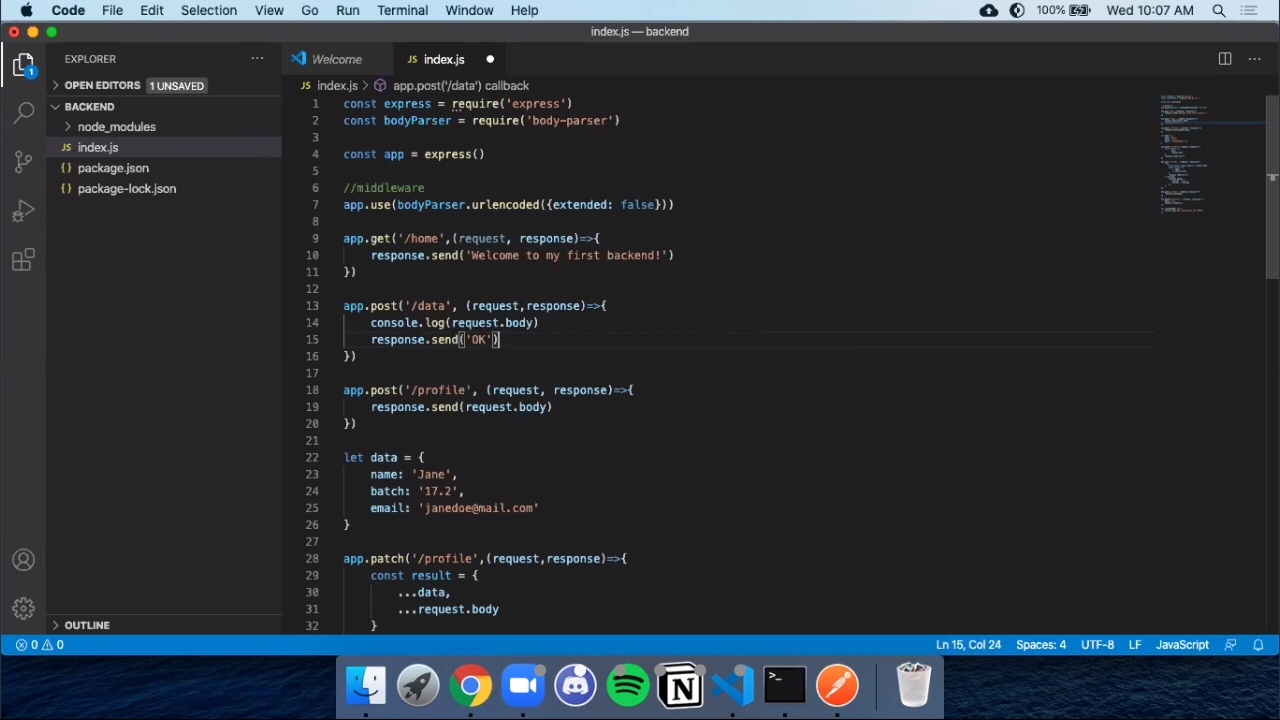 Code File Edit Selection View Go Run Terminal Window Help 100% Wed 10:07 AM
index.js — backend
EXPLORER
Welcome
JS index.js
OPEN EDITORS 1 UNSAVED
JS index.js > app.post('/data') callback
BACKEND
node_modules
JS index.js
{} package.json
{} package-lock.json
1 const express = require('express')
2 const bodyParser = require('body-parser')
3
4 const app = express()
5
6 //middleware
7 app.use(bodyParser.urlencoded({extended: false}))
8
9 app.get('/home',(request, response)=>{
10 response.send('Welcome to my first backend!')
11 })
12
13 app.post('/data', (request,response)=>{
14 console.log(request.body)
15 response.send('OK')
16 })
17
18 app.post('/profile', (request, response)=>{
19 response.send(request.body)
20 })
21
22 let data = {
23 name: 'Jane',
24 batch: '17.2',
25 email: 'janedoe@mail.com'
26 }
27
28 app.patch('/profile',(request,response)=>{
29 const result = {
30 ...data,
31 ...request.body
32 }
OUTLINE
1
0 0 Ln 15, Col 24 Spaces: 4 UTF-8 LF JavaScript